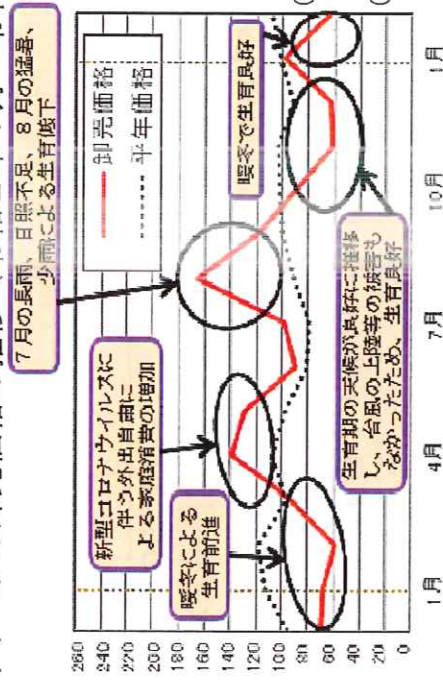 7月の長雨、日照不足、8月の猛暑、
少雨による生育低下
卸売価格
平年価格
新型コロナウイルスに
伴う外出自粛に
よる家庭消費の増加
暖冬による
生育前進
暖冬で生育良好
生育期の天候が良好に推移
し、台風の上陸等の被害も
なかったため、生育良好
260
240
220
200
180
160
140
120
100
80
60
40
20
0
1月
4月
7月
10月
1月